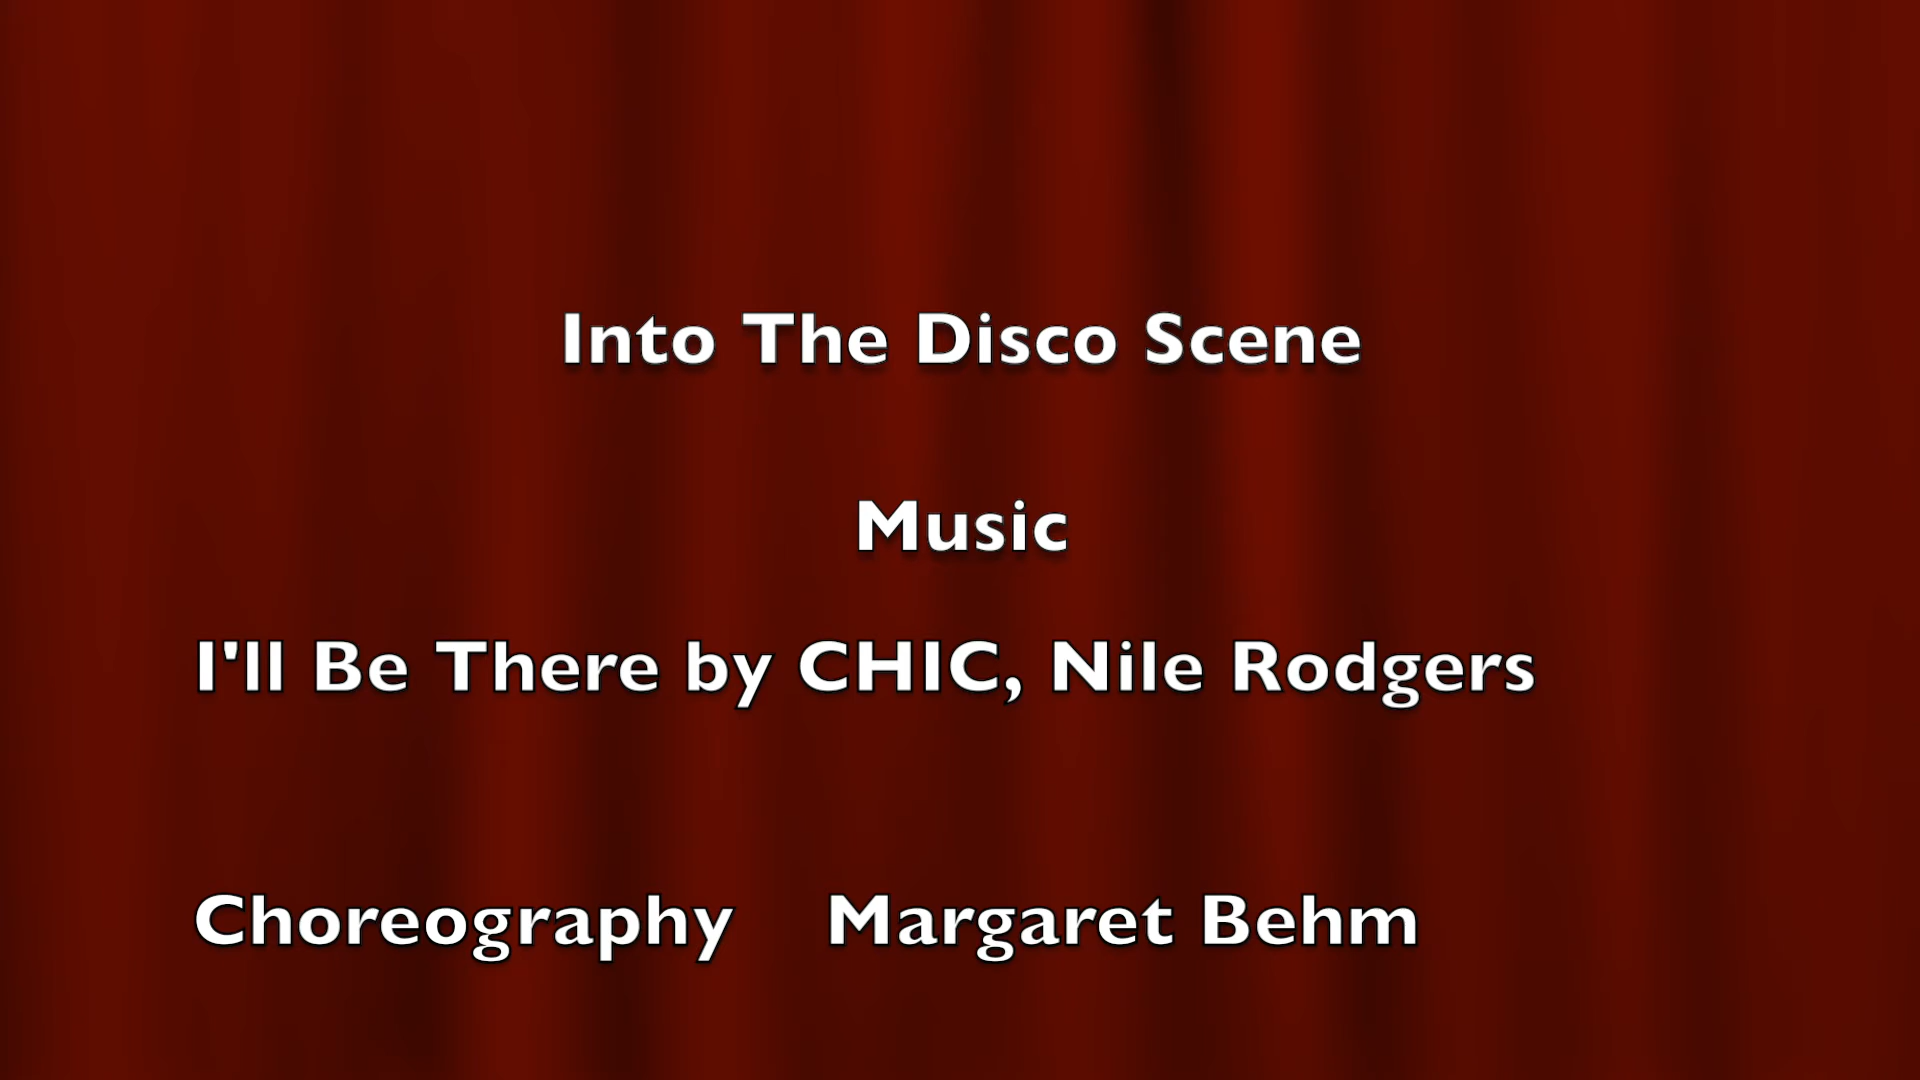 Into The Disco Scene
Music
I'll Be There by CHIC, Nile Rodgers
Choreography Margaret Behm